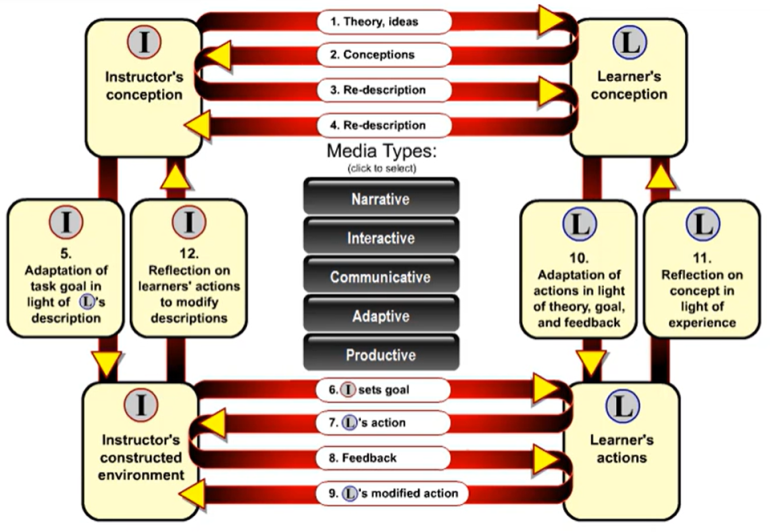 I
Instructor's
conception
1. Theory, ideas
2. Conceptions
3. Re-description
4. Re-description
L
Learner's
conception
Media Types:
(click to select)
Narrative
Interactive
Communicative
Adaptive
Productive
I
5.
Adaptation of
task goal in
light of L's
description
I
12.
Reflection on
learners' actions
to modify
descriptions
L
10.
Adaptation of
actions in light
of theory, goal,
and feedback
L
11.
Reflection on
concept in
light of
experience
I
Instructor's
constructed
environment
6. I sets goal
7. L's action
8. Feedback
9. L's modified action
L
Learner's
actions